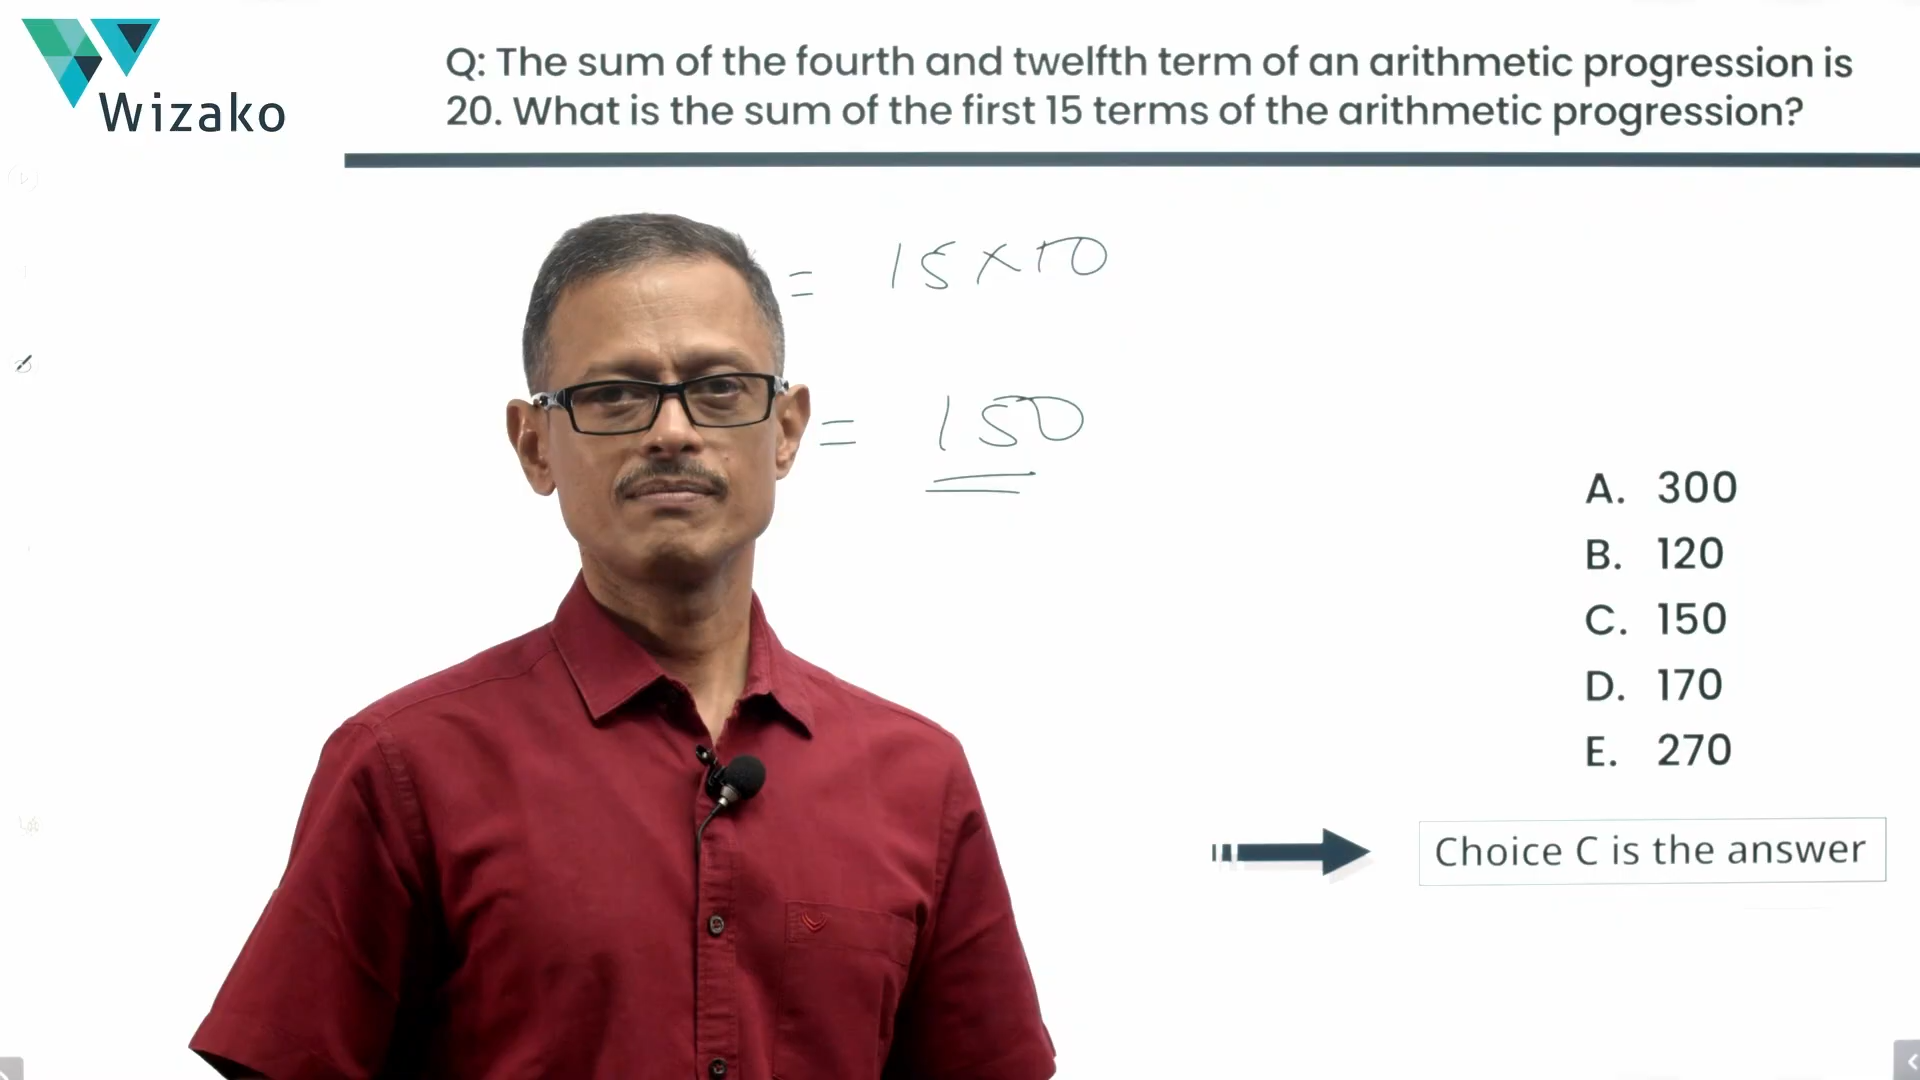 Wizako
Q: The sum of the fourth and twelfth term of an arithmetic progression is
20. What is the sum of the first 15 terms of the arithmetic progression?
= 15 × 10
= 150
A. 300
B. 120
C. 150
D. 170
E. 270
Choice C is the answer